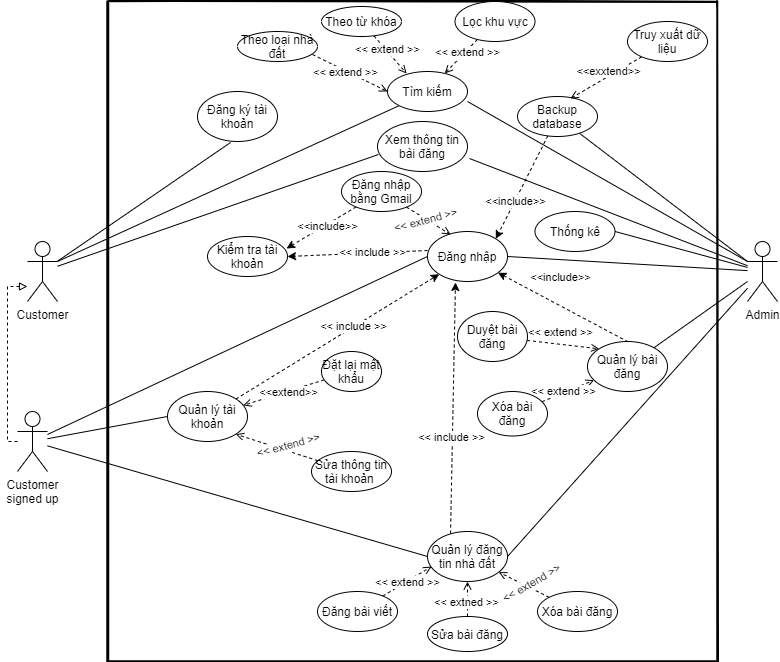 Theo từ khóa
Lọc khu vực
Theo loại nhà
đất
<< extend >>
<< extend >>
<< extend >>
Truy xuất dữ
liệu
<<exxtend>>
Tìm kiếm
Đăng ký tài
khoản
Backup
database
Xem thông tin
bài đăng
Đăng nhập
bằng Gmail
<<include>>
<<include>>
<< extend >>
Thống kê
Kiểm tra tài
khoản
<< include >>
Đăng nhập
<<include>>
Customer
Admin
<< include >>
Duyệt bài
đăng
<< extend >>
Quản lý bài
đăng
Đặt lại mật
khẩu
<<extend>>
<< extend >>
Xóa bài
đăng
Quản lý tài
khoản
<< extend >>
<< include >>
Sửa thông tin
tài khoản
Customer
signed up
Quản lý đăng
tin nhà đất
<< extend >>
<< extned >>
<< extend >>
Đăng bài viết
Sửa bài đăng
Xóa bài đăng